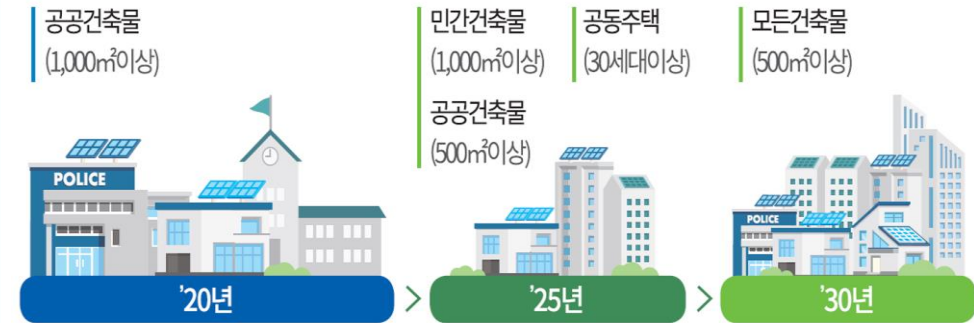 공공건축물
(1,000㎡이상)
민간건축물
(1,000㎡이상)
공공건축물
(500㎡이상)
공동주택
(30세대이상)
모든건축물
(500㎡이상)
POLICE
POLICE
’20년
>
’25년
>
’30년